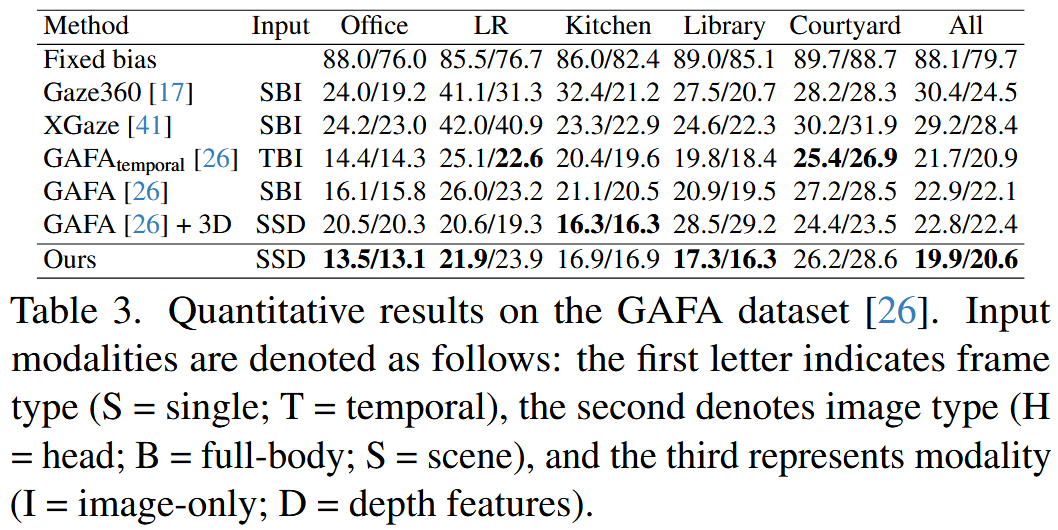 Method Input Office LR Kitchen Library Courtyard All
Fixed bias 88.0/76.0 85.5/76.7 86.0/82.4 89.0/85.1 89.7/88.7 88.1/79.7
Gaze360 [17] SBI 24.0/19.2 41.1/31.3 32.4/21.2 27.5/20.7 28.2/28.3 30.4/24.5
XGaze [41] SBI 24.2/23.0 42.0/40.9 23.3/22.9 24.6/22.3 30.2/31.9 29.2/28.4
GAFAtemporal [26] TBI 14.4/14.3 25.1/22.6 20.4/19.6 19.8/18.4 25.4/26.9 21.7/20.9
GAFA [26] SBI 16.1/15.8 26.0/23.2 21.1/20.5 20.9/19.5 27.2/28.5 22.9/22.1
GAFA [26] + 3D SSD 20.5/20.3 20.6/19.3 16.3/16.3 28.5/29.2 24.4/23.5 22.8/22.4
Ours SSD 13.5/13.1 21.9/23.9 16.9/16.9 17.3/16.3 26.2/28.6 19.9/20.6
Table 3. Quantitative results on the GAFA dataset [26]. Input
modalities are denoted as follows: the first letter indicates frame
type (S = single; T = temporal), the second denotes image type (H
= head; B = full-body; S = scene), and the third represents modality
(I = image-only; D = depth features).